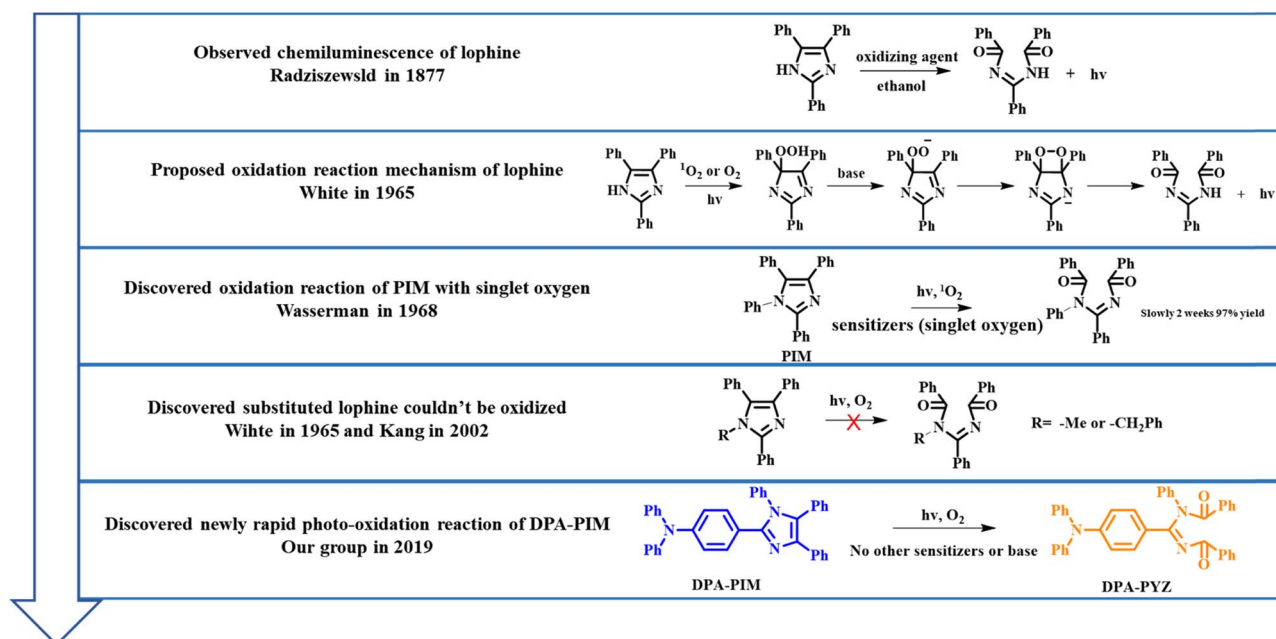 Observed chemiluminescence of lophine
Radziszewsld in 1877
Ph
Ph
HN
N
Ph
oxidizing agent
ethanol
Ph
Ph
O
O
N
NH
Ph
+ hv
Proposed oxidation reaction mechanism of lophine
White in 1965
Ph
Ph
HN
N
Ph
¹O₂ or O₂
hv
Ph
OOH
Ph
N
N
Ph
base
Ph
OO⁻
Ph
N
N
Ph
O-O
Ph
Ph
N
N
−
Ph
Ph
Ph
O
O
N
NH
Ph
+ hv
Discovered oxidation reaction of PIM with singlet oxygen
Wasserman in 1968
Ph
Ph
Ph
N
N
Ph
PIM
hv, ¹O₂
sensitizers (singlet oxygen)
Ph
Ph
O
O
N
N
Ph
Ph
Slowly 2 weeks 97% yield
Discovered substituted lophine couldn't be oxidized
Wihte in 1965 and Kang in 2002
Ph
Ph
N
N
R
Ph
hv, O₂
X
Ph
Ph
O
O
N
N
R
Ph
R= -Me or -CH₂Ph
Discovered newly rapid photo-oxidation reaction of DPA-PIM
Our group in 2019
Ph
N
Ph
Ph
N
Ph
N
Ph
DPA-PIM
hv, O₂
No other sensitizers or base
Ph
N
Ph
Ph
O
N
Ph
N
Ph
O
DPA-PYZ